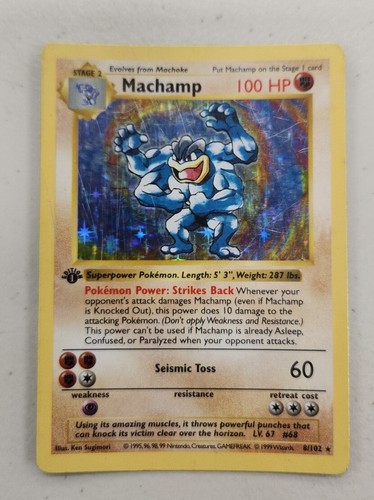 STAGE 2
Evolves from Machoke
Put Machamp on the Stage 1 card
Machamp
100 HP
EDITION
1
Superpower Pokémon. Length: 5' 3", Weight: 287 lbs.
Pokémon Power: Strikes Back Whenever your
opponent's attack damages Machamp (even if Machamp
is Knocked Out), this power does 10 damage to the
attacking Pokémon. (Don't apply Weakness and Resistance.)
This power can't be used if Machamp is already Asleep,
Confused, or Paralyzed when your opponent attacks.
Seismic Toss
60
weakness
resistance
retreat cost
Using its amazing muscles, it throws powerful punches that
can knock its victim clear over the horizon. LV. 67 #68
Illus. Ken Sugimori
© 1995, 96, 98, 99 Nintendo, Creatures, GAMEFREAK. © 1999 Wizards.
8/102 ★